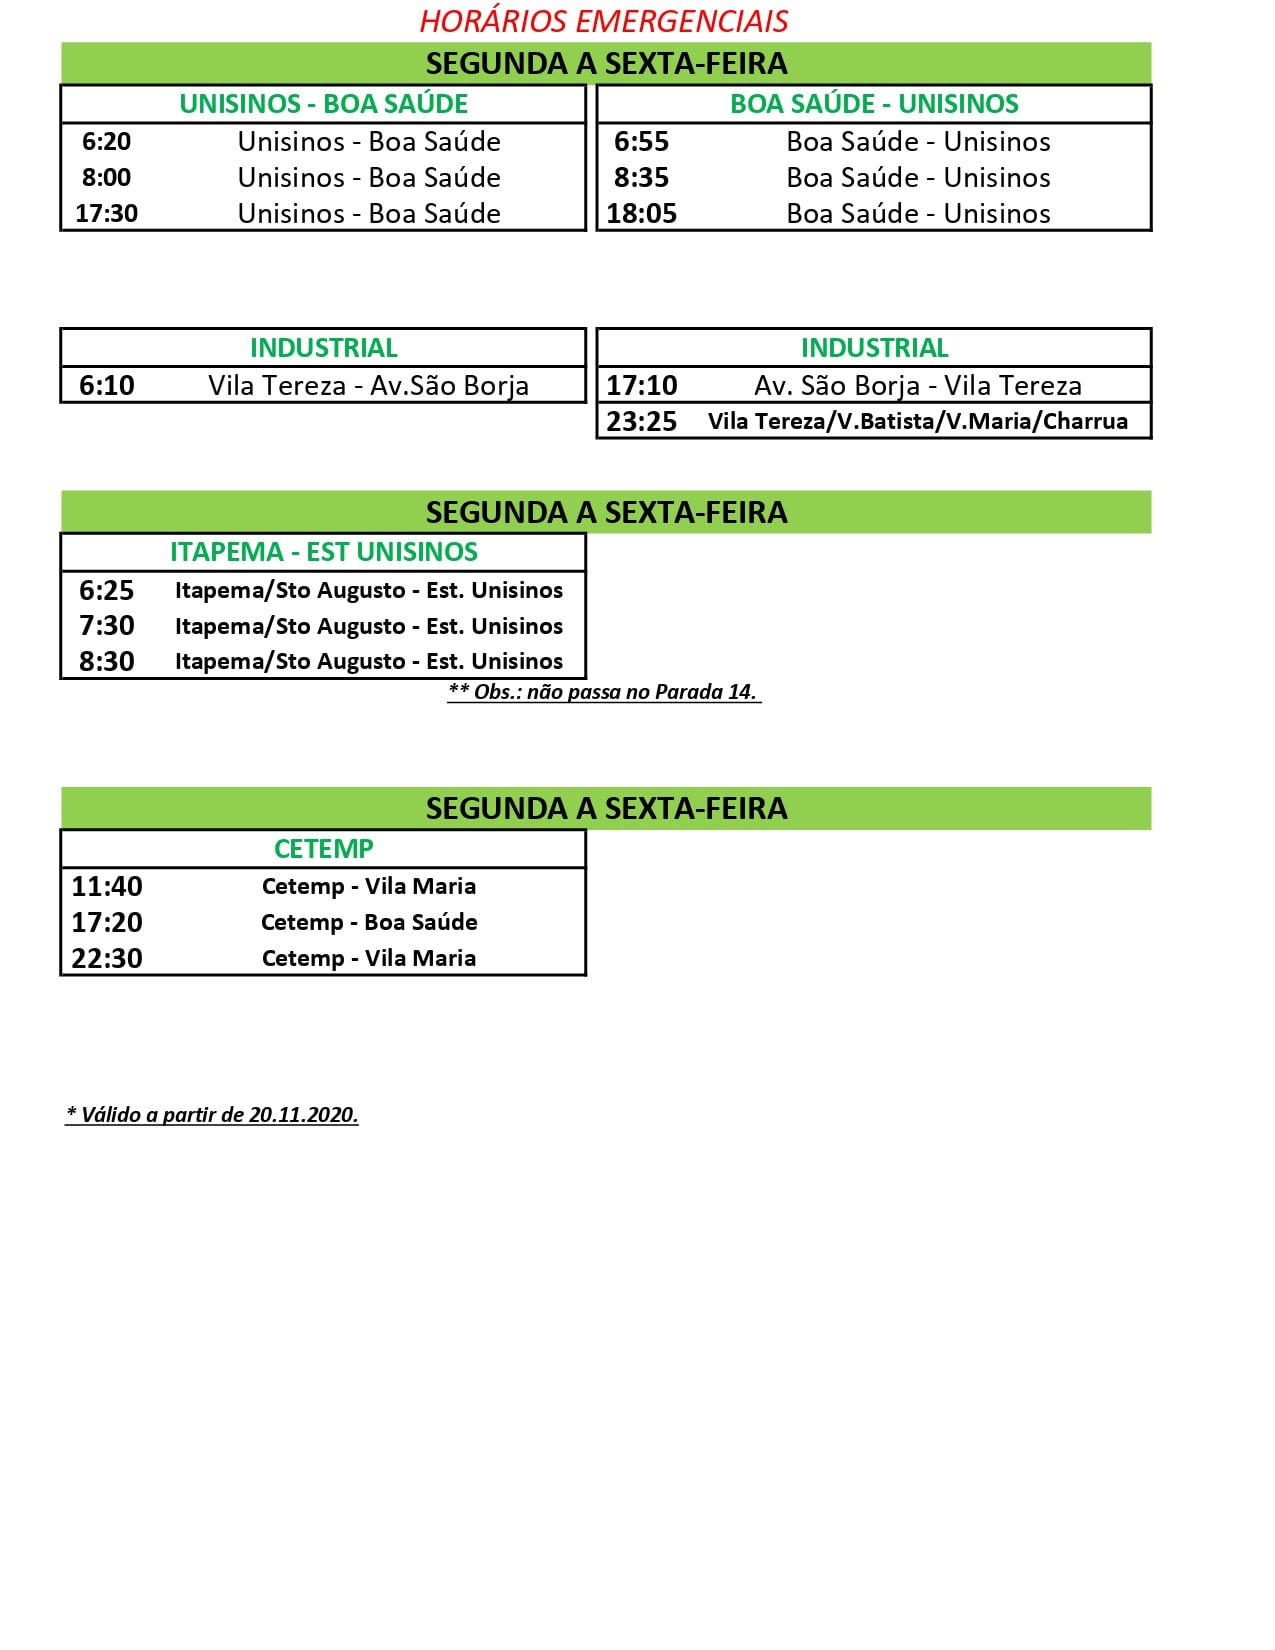 HORÁRIOS EMERGENCIAIS
SEGUNDA A SEXTA-FEIRA
UNISINOS - BOA SAÚDE
6:20 Unisinos - Boa Saúde
8:00 Unisinos - Boa Saúde
17:30 Unisinos - Boa Saúde
BOA SAÚDE - UNISINOS
6:55 Boa Saúde - Unisinos
8:35 Boa Saúde - Unisinos
18:05 Boa Saúde - Unisinos
INDUSTRIAL
6:10 Vila Tereza - Av.São Borja
INDUSTRIAL
17:10 Av. São Borja - Vila Tereza
23:25 Vila Tereza/V.Batista/V.Maria/Charrua
SEGUNDA A SEXTA-FEIRA
ITAPEMA - EST UNISINOS
6:25 Itapema/Sto Augusto - Est. Unisinos
7:30 Itapema/Sto Augusto - Est. Unisinos
8:30 Itapema/Sto Augusto - Est. Unisinos
** Obs.: não passa no Parada 14.
SEGUNDA A SEXTA-FEIRA
CETEMP
11:40 Cetemp - Vila Maria
17:20 Cetemp - Boa Saúde
22:30 Cetemp - Vila Maria
* Válido a partir de 20.11.2020.